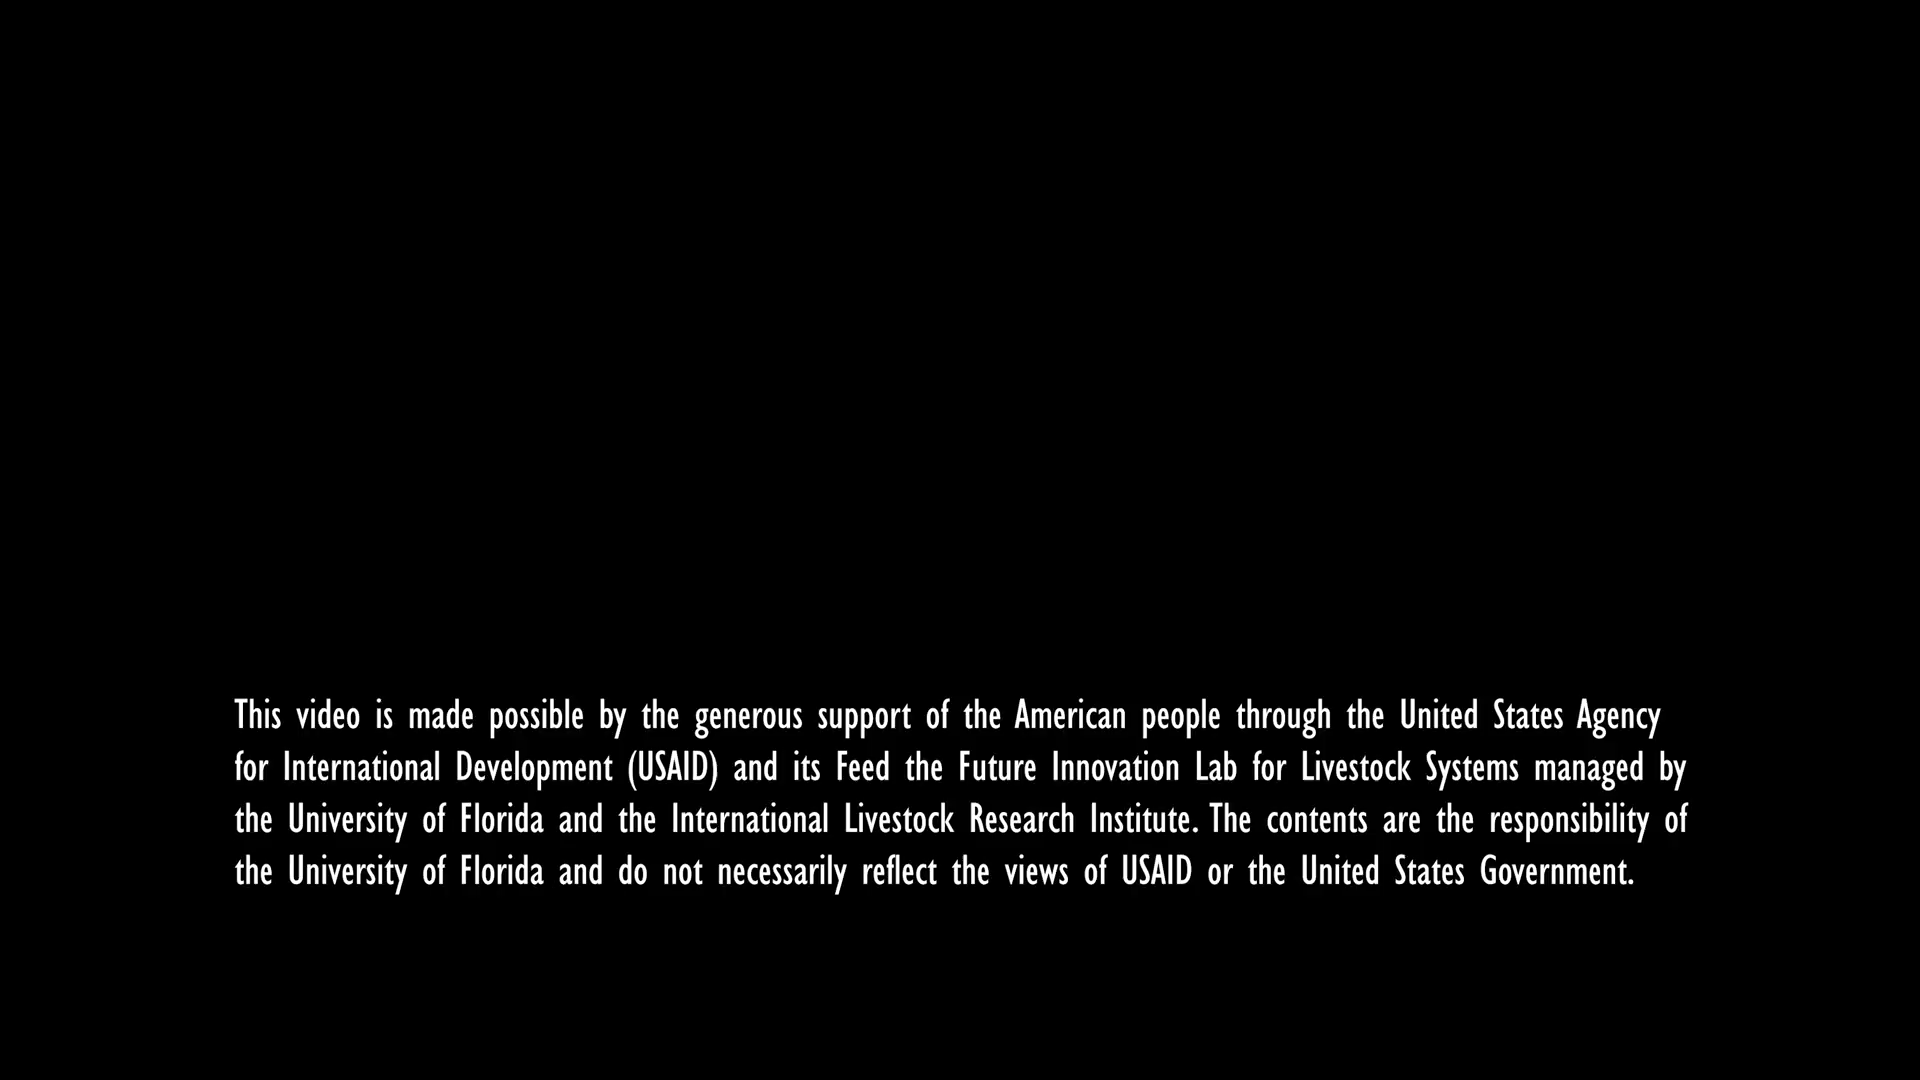 This video is made possible by the generous support of the American people through the United States Agency
for International Development (USAID) and its Feed the Future Innovation Lab for Livestock Systems managed by
the University of Florida and the International Livestock Research Institute. The contents are the responsibility of
the University of Florida and do not necessarily reflect the views of USAID or the United States Government.